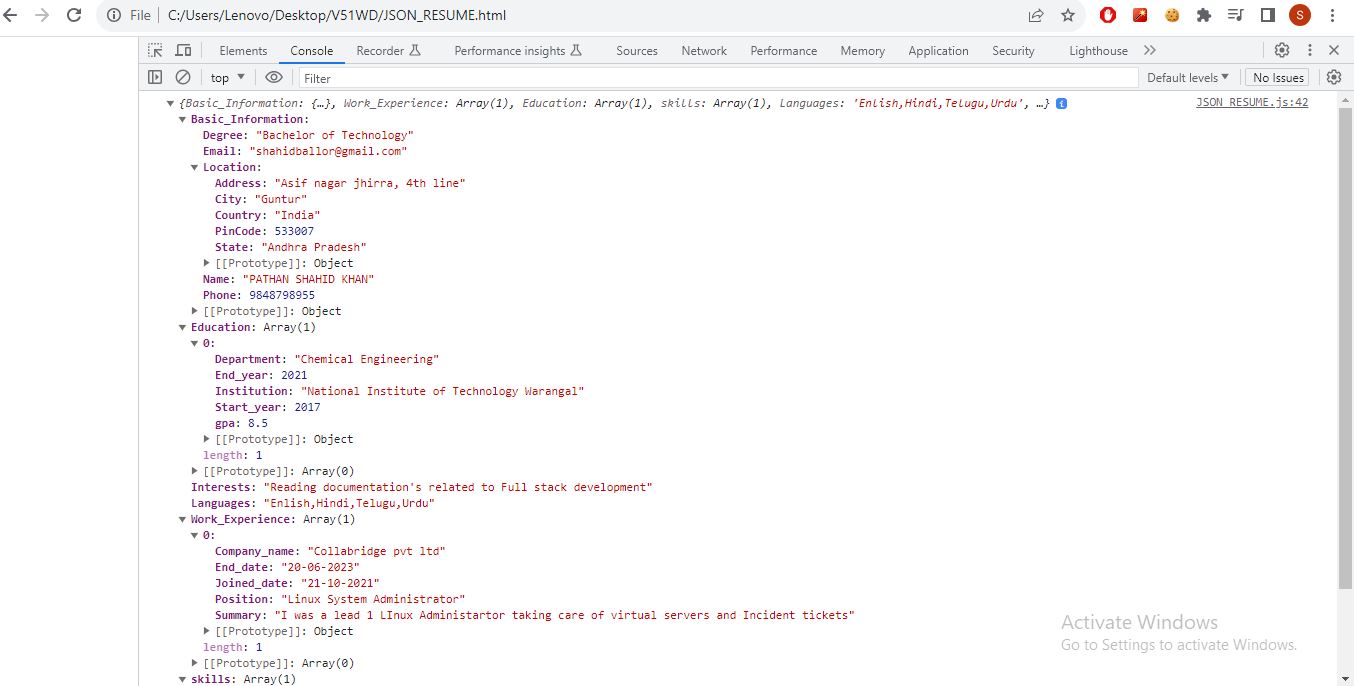 File C:/Users/Lenovo/Desktop/V51WD/JSON_RESUME.html S
Elements Console Recorder Performance insights Sources Network Performance Memory Application Security Lighthouse
top Filter Default levels No Issues
{Basic_Information: {…}, Work_Experience: Array(1), Education: Array(1), skills: Array(1), Languages: 'Enlish,Hindi,Telugu,Urdu', …} i JSON_RESUME.js:42
Basic_Information:
Degree: "Bachelor of Technology"
Email: "shahidballor@gmail.com"
Location:
Address: "Asif nagar jhirra, 4th line"
City: "Guntur"
Country: "India"
PinCode: 533007
State: "Andhra Pradesh"
[[Prototype]]: Object
Name: "PATHAN SHAHID KHAN"
Phone: 9848798955
[[Prototype]]: Object
Education: Array(1)
0:
Department: "Chemical Engineering"
End_year: 2021
Institution: "National Institute of Technology Warangal"
Start_year: 2017
gpa: 8.5
[[Prototype]]: Object
length: 1
[[Prototype]]: Array(0)
Interests: "Reading documentation's related to Full stack development"
Languages: "Enlish,Hindi,Telugu,Urdu"
Work_Experience: Array(1)
0:
Company_name: "Collabridge pvt ltd"
End_date: "20-06-2023"
Joined_date: "21-10-2021"
Position: "Linux System Administrator"
Summary: "I was a lead 1 LInux Administartor taking care of virtual servers and Incident tickets"
[[Prototype]]: Object
length: 1
[[Prototype]]: Array(0)
skills: Array(1)
Activate Windows
Go to Settings to activate Windows.